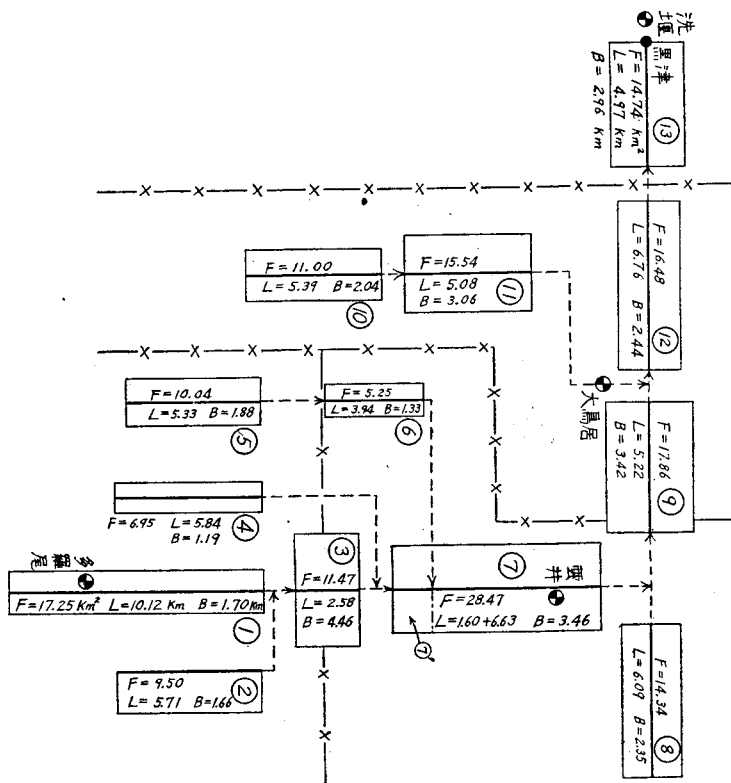 洗堰
黒津
F=14.74 km²
L= 4.97 km
B= 2.96 km
⑬
F=16.48
L=6.76 B=2.44
⑫
F=11.00
L=5.39 B=2.04
⑩
F=15.54
L=5.08
B=3.06
⑪
大鳥居
F=10.04
L=5.33 B=1.88
⑤
F=5.25
L=3.94 B=1.33
⑥
F=17.86
L=5.22
B=3.42
⑨
F=6.95 L=5.84
B=1.19
④
③
F=11.47
L=2.58
B=4.46
多羅尾
F=17.25 Km² L=10.12 Km B=1.70 Km
①
⑦
雲井
F=28.47
L=1.60+6.63 B=3.46
⑦'
F=9.50
L=5.71 B=1.66
②
F=14.34
L=6.09 B=2.35
⑧